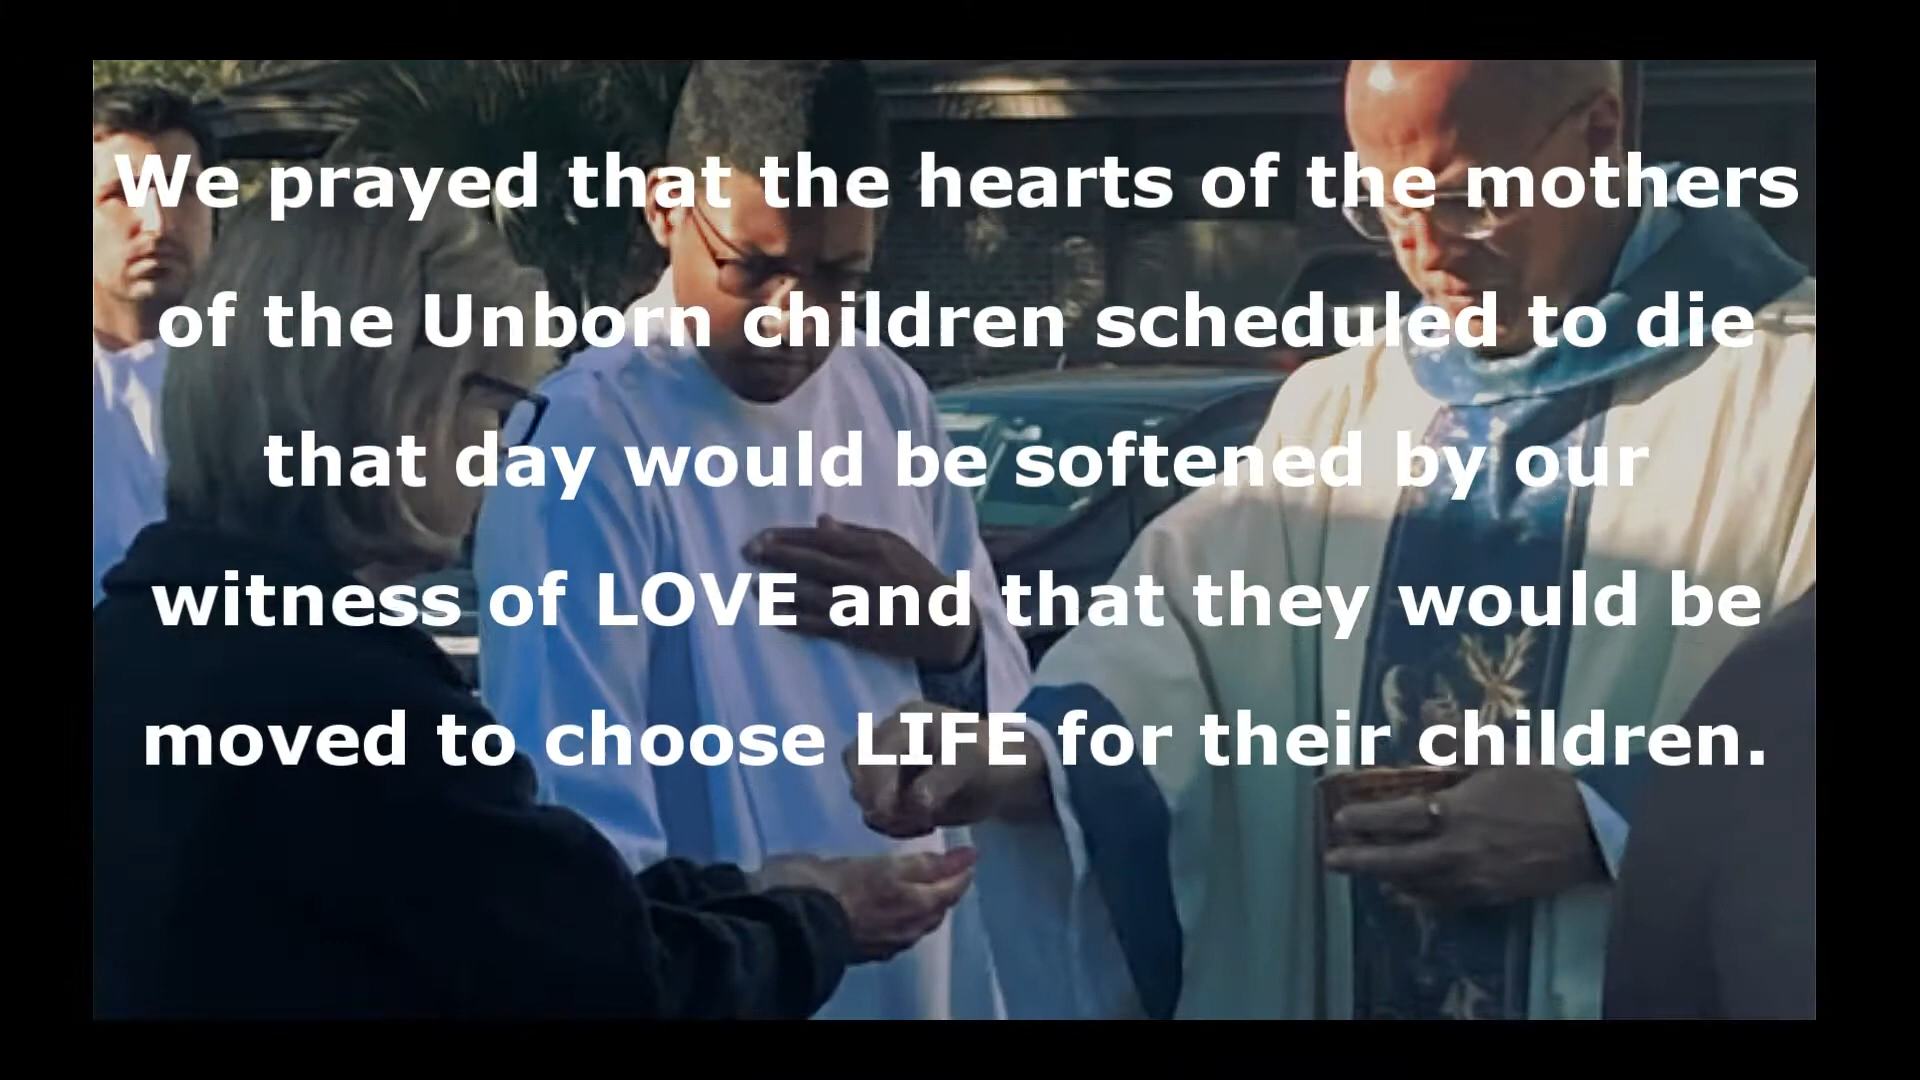 We prayed that the hearts of the mothers
of the Unborn children scheduled to die
that day would be softened by our
witness of LOVE and that they would be
moved to choose LIFE for their children.